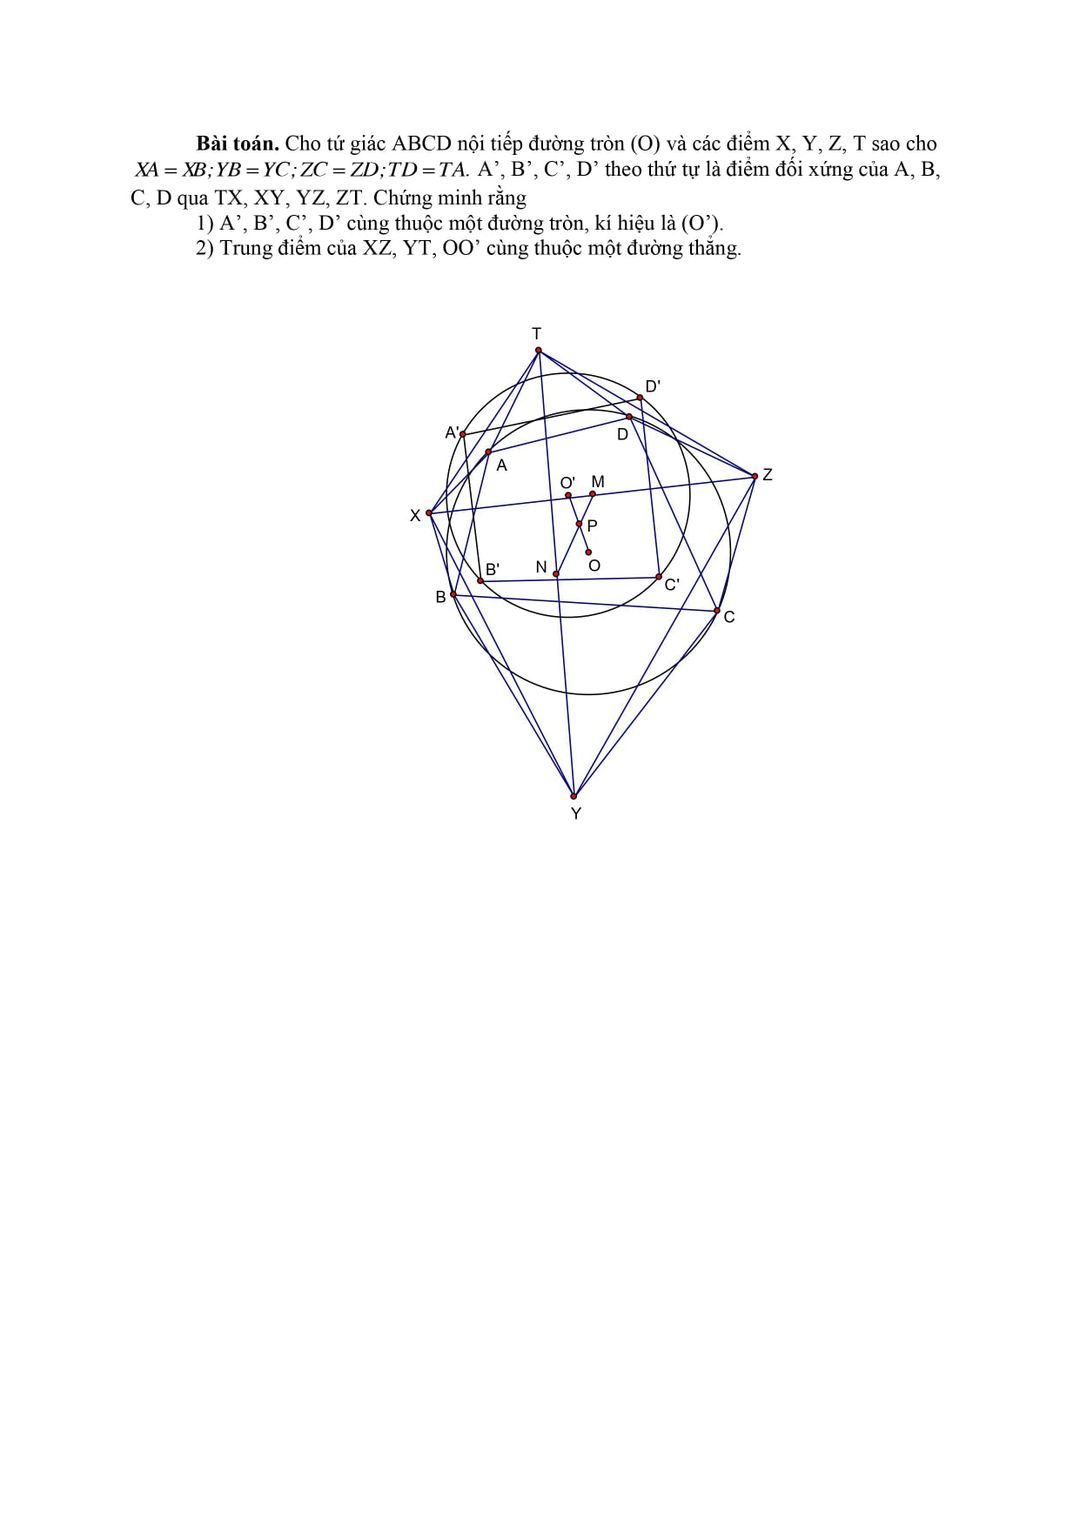 Bài toán. Cho tứ giác ABCD nội tiếp đường tròn (O) và các điểm X, Y, Z, T sao cho
XA = XB; YB = YC; ZC = ZD; TD = TA. A’, B’, C’, D’ theo thứ tự là điểm đối xứng của A, B,
C, D qua TX, XY, YZ, ZT. Chứng minh rằng
1) A’, B’, C’, D’ cùng thuộc một đường tròn, kí hiệu là (O’).
2) Trung điểm của XZ, YT, OO’ cùng thuộc một đường thẳng.
T
D'
A'
D
A
Z
O' M
X
P
B' N O
C'
B
C
Y